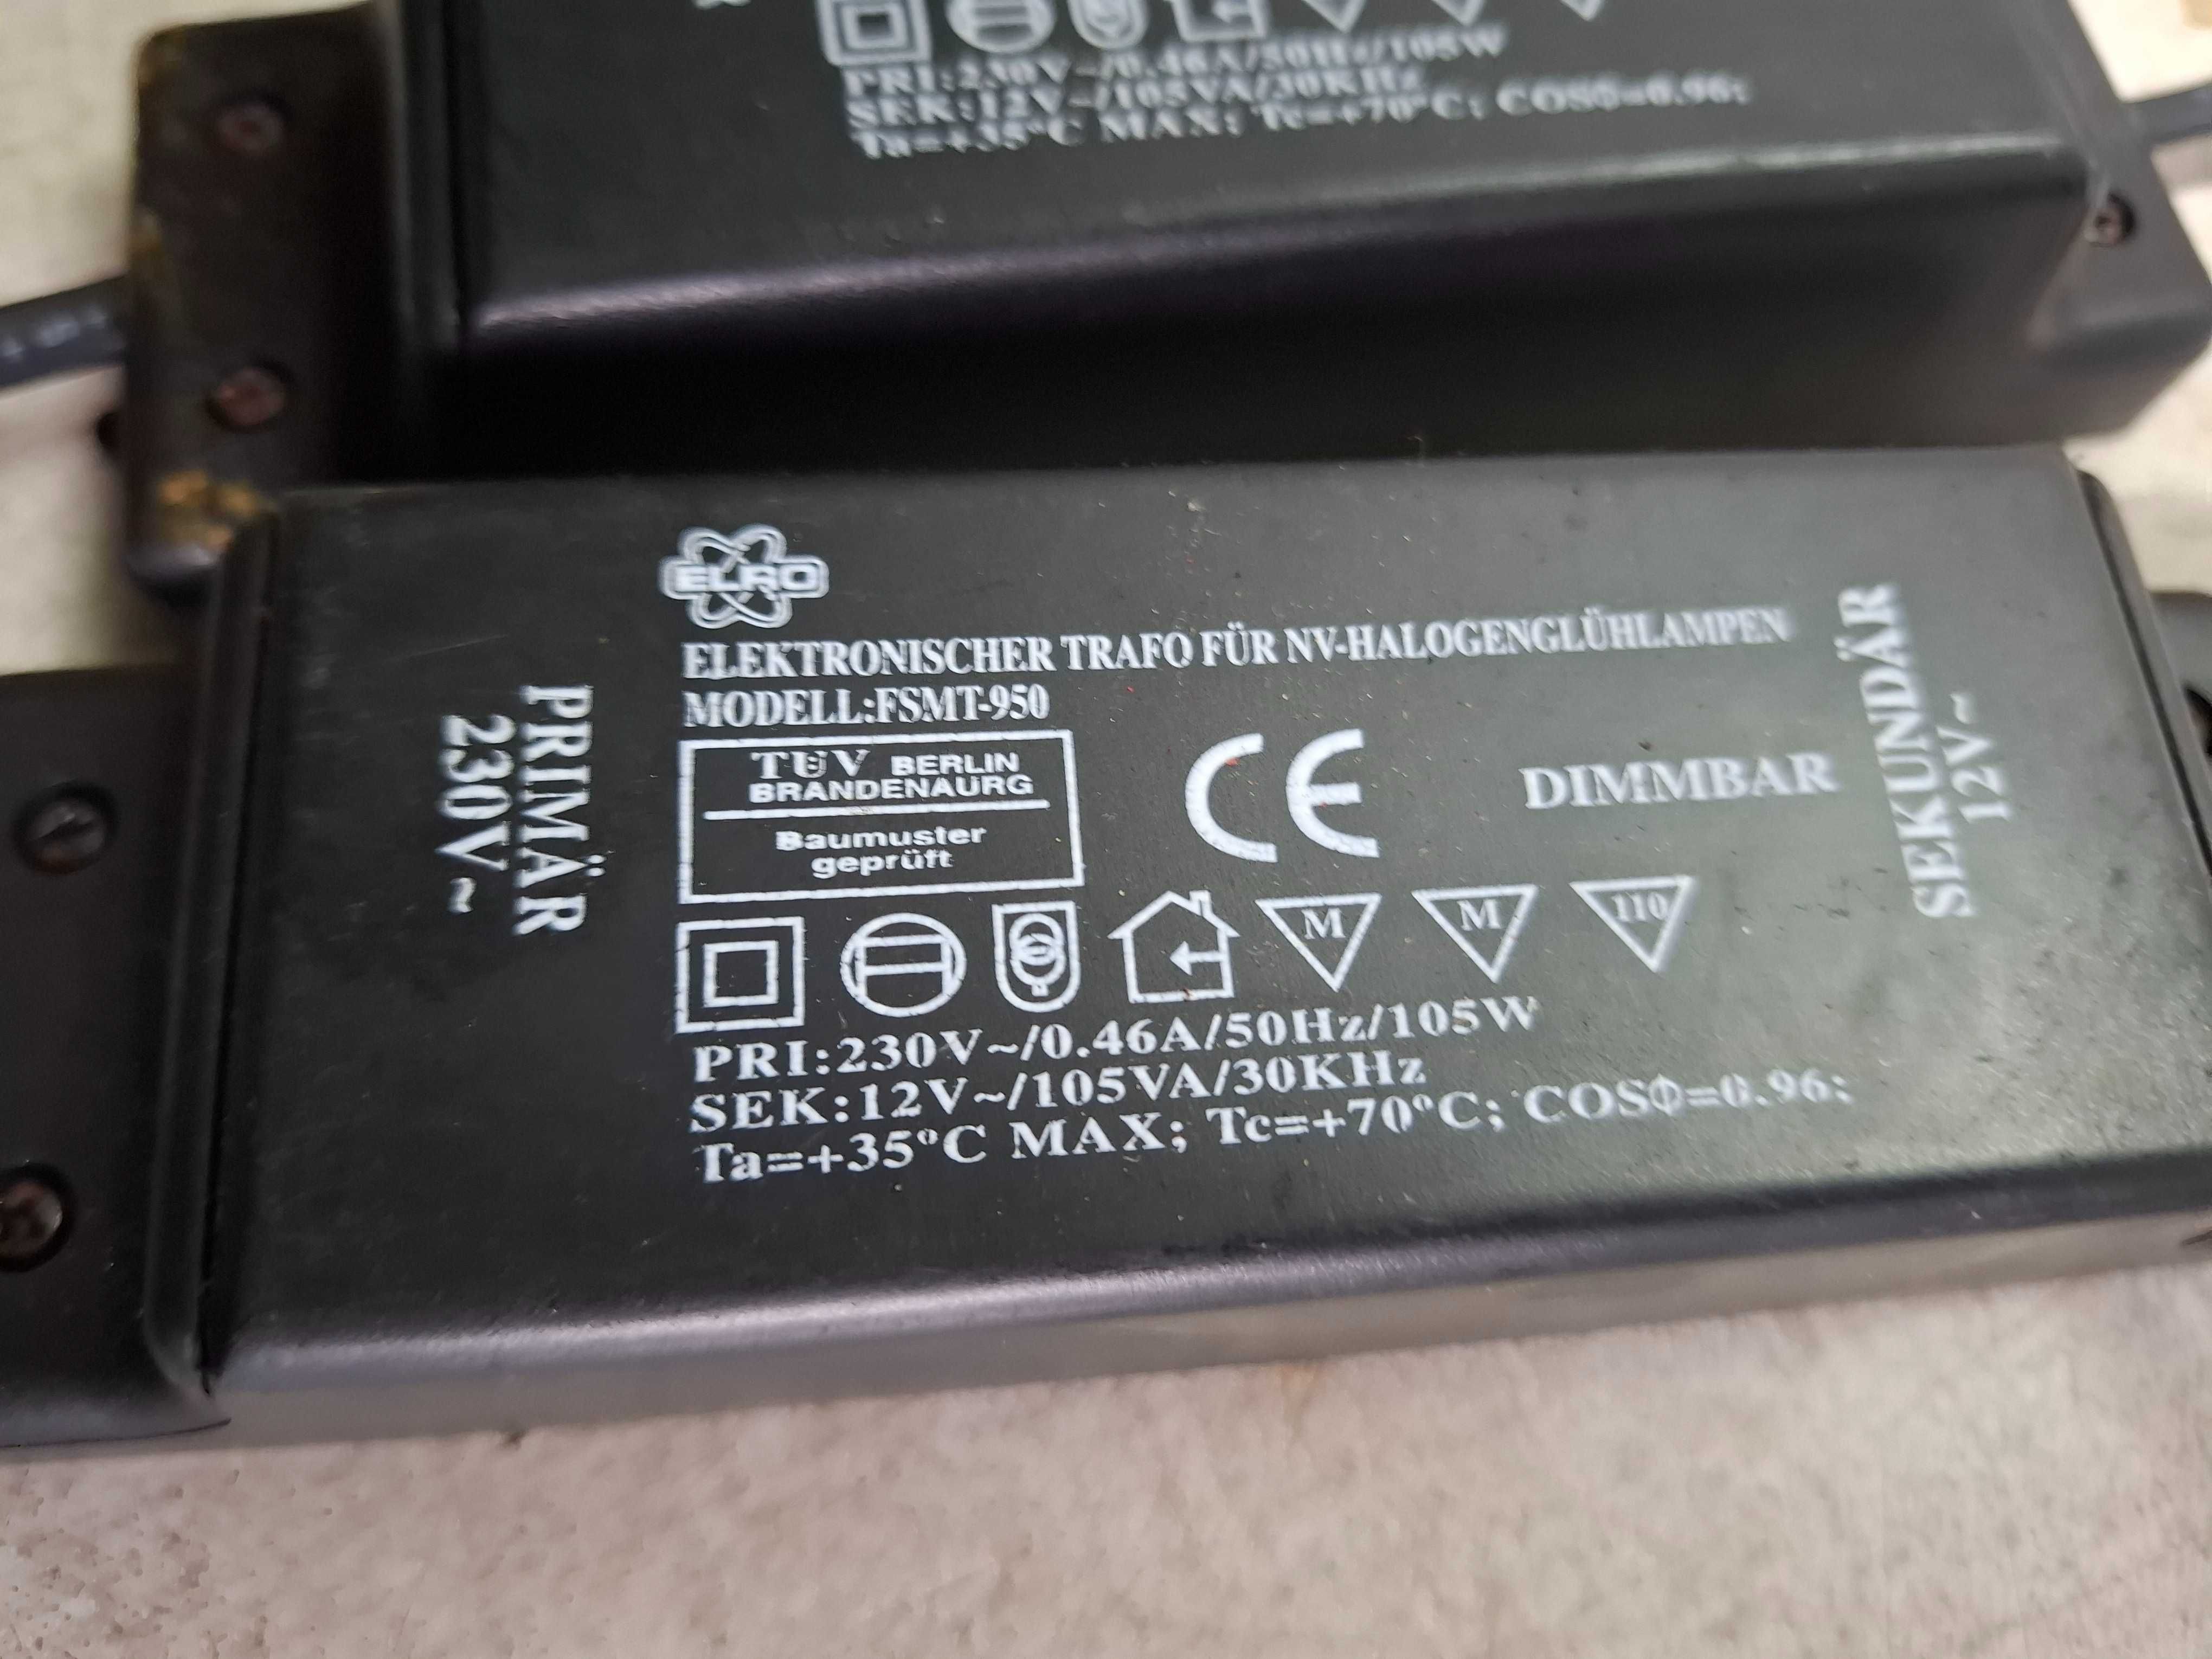 PRI:230V~/0.46A/50Hz/105W
SEK:12V~/105VA/30KHz
Ta=+35°C MAX; Tc=+70°C; COSΦ=0.96;
ELRO
ELEKTRONISCHER TRAFO FÜR NV-HALOGENGLÜHLAMPEN
MODELL:FSMT-950
PRIMÄR
230V~
TUV BERLIN
BRANDENAURG
Baumuster
geprüft
CE
DIMMBAR
SEKUNDÄR
12V~
M
M
110
PRI:230V~/0.46A/50Hz/105W
SEK:12V~/105VA/30KHz
Ta=+35°C MAX; Tc=+70°C; COSΦ=0.96;